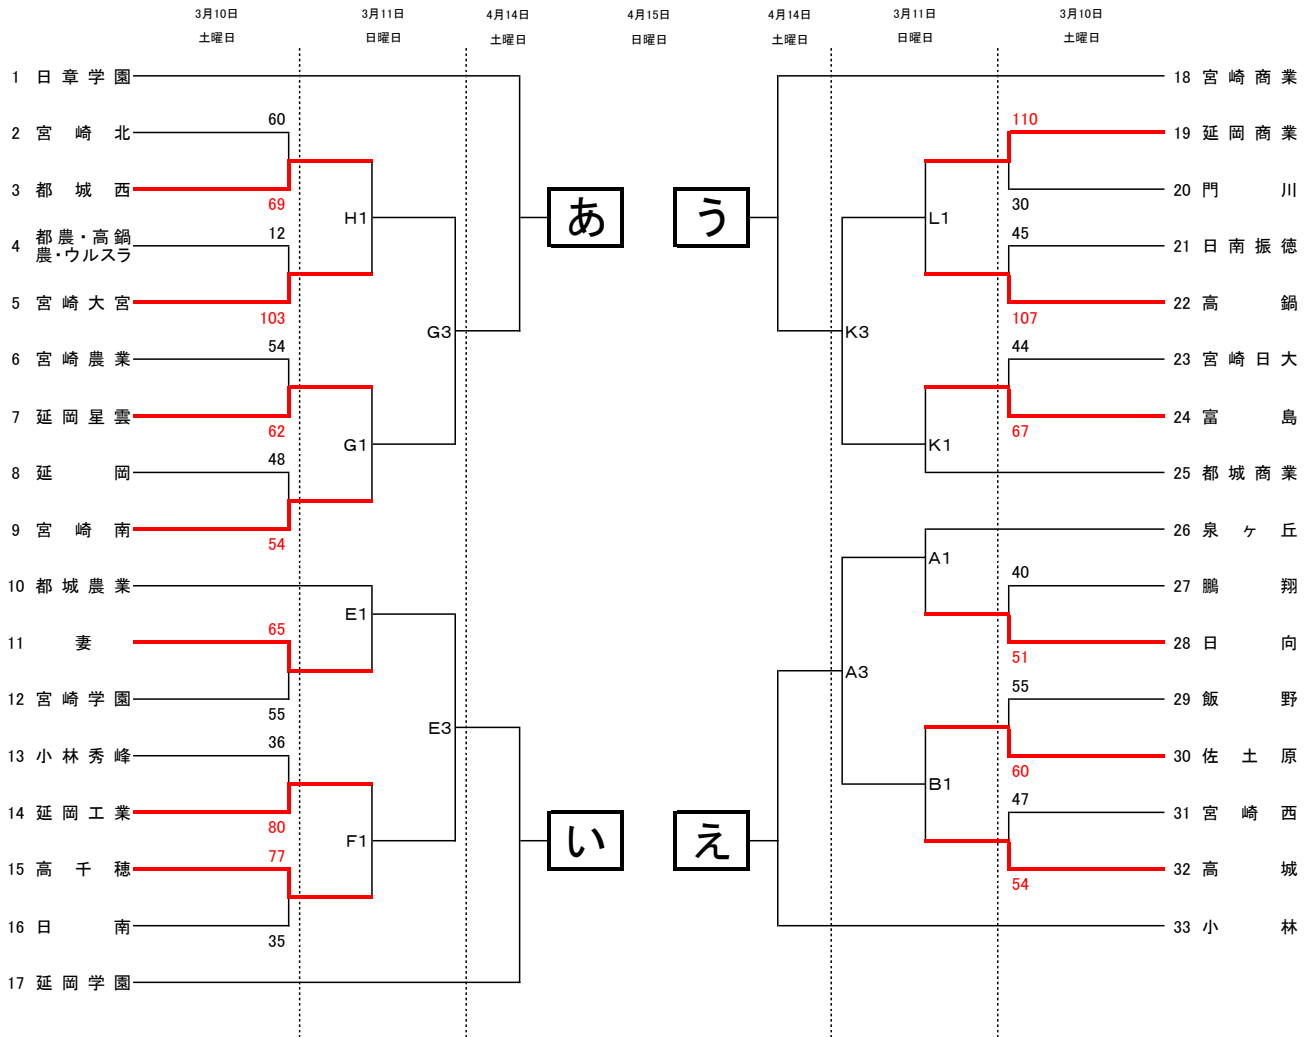 3月10日 3月11日 4月14日 4月15日 4月14日 3月11日 3月10日
土曜日 日曜日 土曜日 日曜日 土曜日 日曜日 土曜日
1 日章学園
60
2 宮崎北
3 都城西
69
H1
12
4 都農・高鍋
農・ウルスラ
5 宮崎大宮
103
G3
54
6 宮崎農業
7 延岡星雲
62
G1
48
8 延岡
9 宮崎南
54
10 都城農業
E1
65
11 妻
12 宮崎学園
55
E3
36
13 小林秀峰
14 延岡工業
80
F1
77
15 高千穂
16 日南
35
17 延岡学園
あ
い
う
え
18 宮崎商業
110
19 延岡商業
20 門川
30
L1
45
21 日南振徳
22 高鍋
107
K3
44
23 宮崎日大
24 富島
67
K1
25 都城商業
26 泉ヶ丘
A1
40
27 鵬翔
28 日向
51
A3
55
29 飯野
30 佐土原
60
B1
47
31 宮崎西
32 高城
54
33 小林